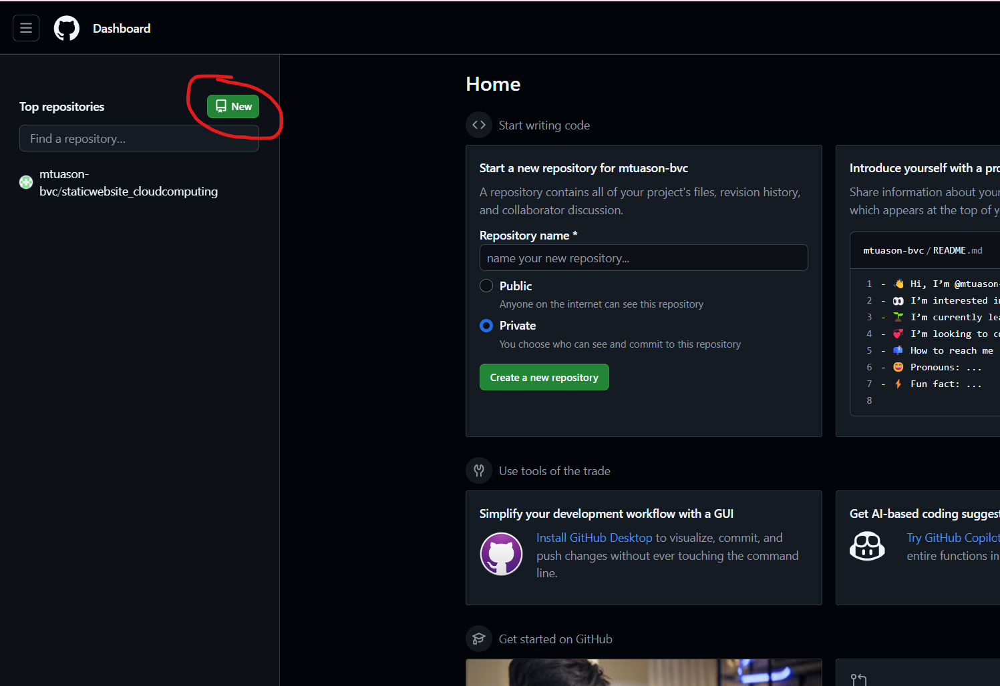 Dashboard
Top repositories
New
Find a repository...
mtuason-
bvc/staticwebsite_cloudcomputing
Home
Start writing code
Start a new repository for mtuason-bvc
A repository contains all of your project's files, revision history,
and collaborator discussion.
Repository name *
name your new repository...
Public
Anyone on the internet can see this repository
Private
You choose who can see and commit to this repository
Create a new repository
Introduce yourself with a pro
Share information about your
which appears at the top of y
mtuason-bvc / README.md
1 - 👋 Hi, I’m @mtuason-
2 - 👀 I’m interested in
3 - 🌱 I’m currently lea
4 - 💞️ I’m looking to co
5 - 📫 How to reach me
6 - 😄 Pronouns: ...
7 - ⚡ Fun fact: ...
8
Use tools of the trade
Simplify your development workflow with a GUI
Install GitHub Desktop to visualize, commit, and
push changes without ever touching the command
line.
Get AI-based coding suggest
Try GitHub Copilot
entire functions in
Get started on GitHub